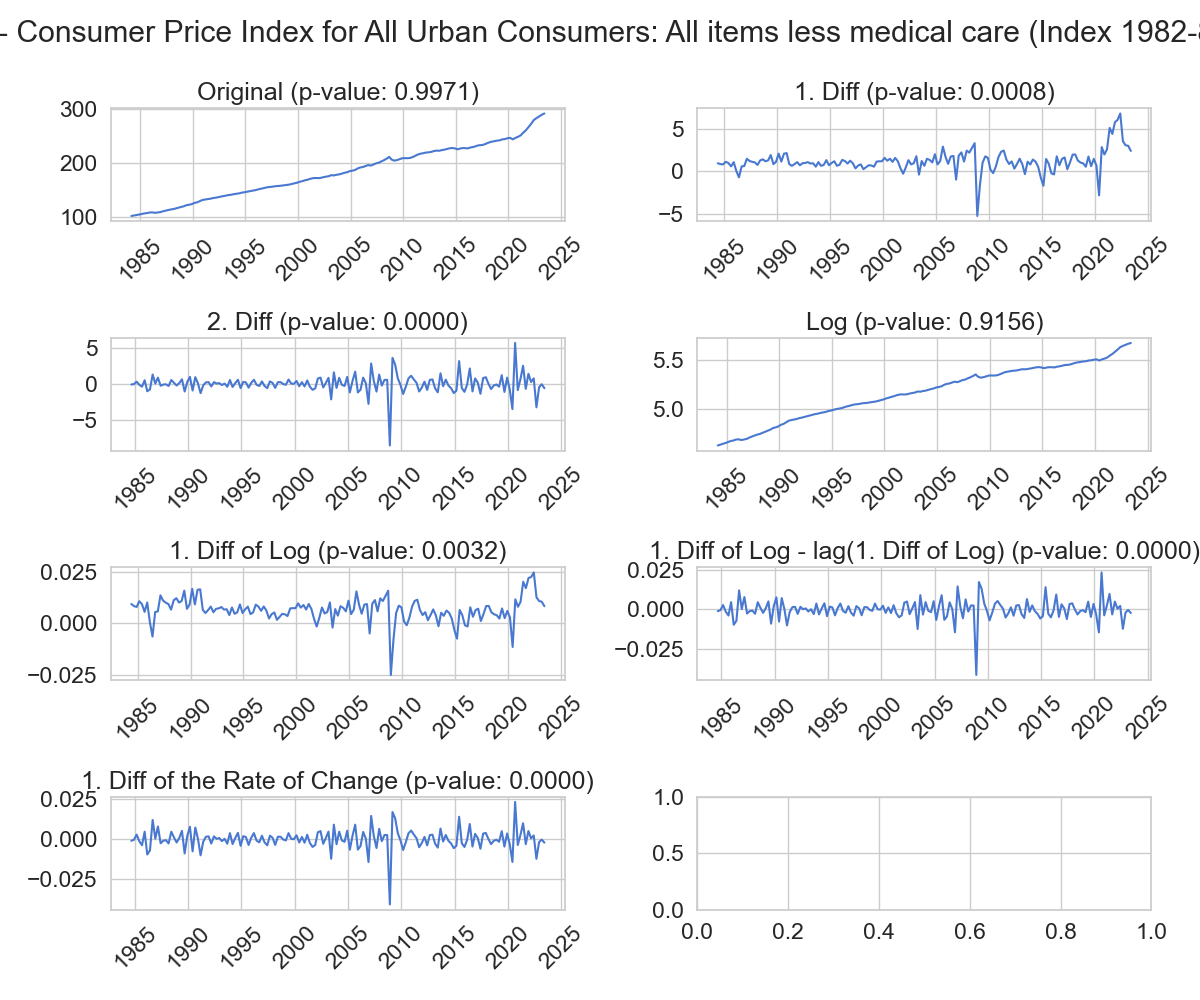 - Consumer Price Index for All Urban Consumers: All items less medical care (Index 1982-
Original (p-value: 0.9971)
300
200
100
1985 1990 1995 2000 2005 2010 2015 2020 2025
1. Diff (p-value: 0.0008)
5
0
−5
1985 1990 1995 2000 2005 2010 2015 2020 2025
2. Diff (p-value: 0.0000)
5
0
−5
1985 1990 1995 2000 2005 2010 2015 2020 2025
Log (p-value: 0.9156)
5.5
5.0
1985 1990 1995 2000 2005 2010 2015 2020 2025
1. Diff of Log (p-value: 0.0032)
0.025
0.000
−0.025
1985 1990 1995 2000 2005 2010 2015 2020 2025
1. Diff of Log - lag(1. Diff of Log) (p-value: 0.0000)
0.025
0.000
−0.025
1985 1990 1995 2000 2005 2010 2015 2020 2025
1. Diff of the Rate of Change (p-value: 0.0000)
0.025
0.000
−0.025
1985 1990 1995 2000 2005 2010 2015 2020 2025
1.0
0.5
0.0
0.0 0.2 0.4 0.6 0.8 1.0